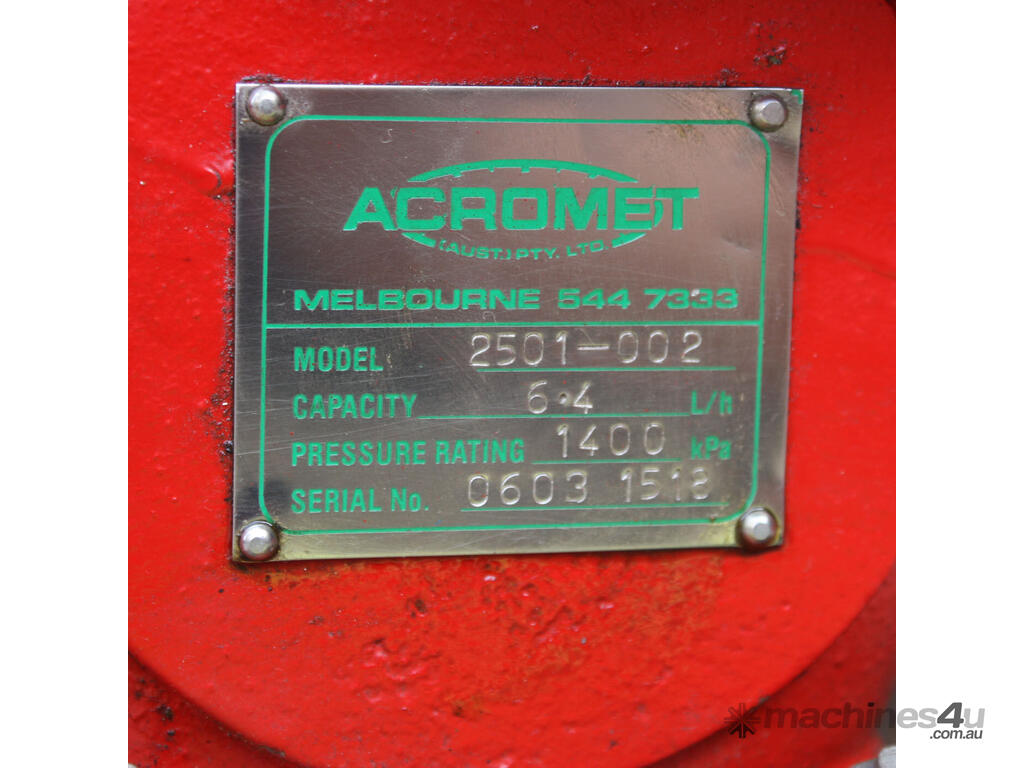 ACROMET
(AUST.) PTY. LTD.
MELBOURNE 544 7333
MODEL 2501-002
CAPACITY 6.4 L/h
PRESSURE RATING 1400 kPa
SERIAL No. 0603 1518
machines4u
.com.au